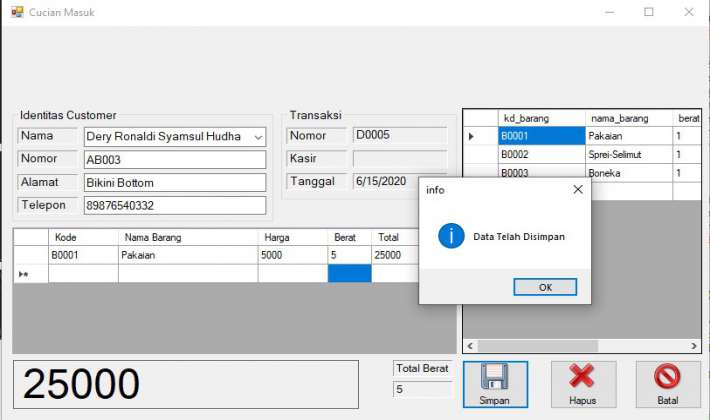 Cucian Masuk
Identitas Customer
Nama Dery Ronaldi Syamsul Hudha
Nomor AB003
Alamat Bikini Bottom
Telepon 89876540332
Transaksi
Nomor D0005
Kasir
Tanggal 6/15/2020
kd_barang nama_barang berat
B0001 Pakaian 1
B0002 Sprei-Selimut 1
B0003 Boneka 1
Kode Nama Barang Harga Berat Total
B0001 Pakaian 5000 5 25000
info
Data Telah Disimpan
OK
25000
Total Berat
5
Simpan
Hapus
Batal